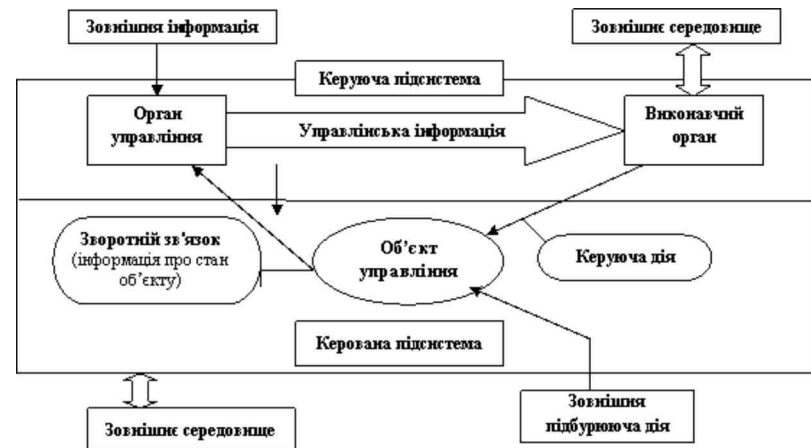 Зовнішня інформація
Зовнішнє середовище
Керуюча підсистема
Орган
управління
Управлінська інформація
Виконавчий
орган
Зворотній зв'язок
(інформація про стан
об'єкту)
Об'єкт
управління
Керуюча дія
Керована підсистема
Зовнішнє середовище
Зовнішня
підбурююча дія